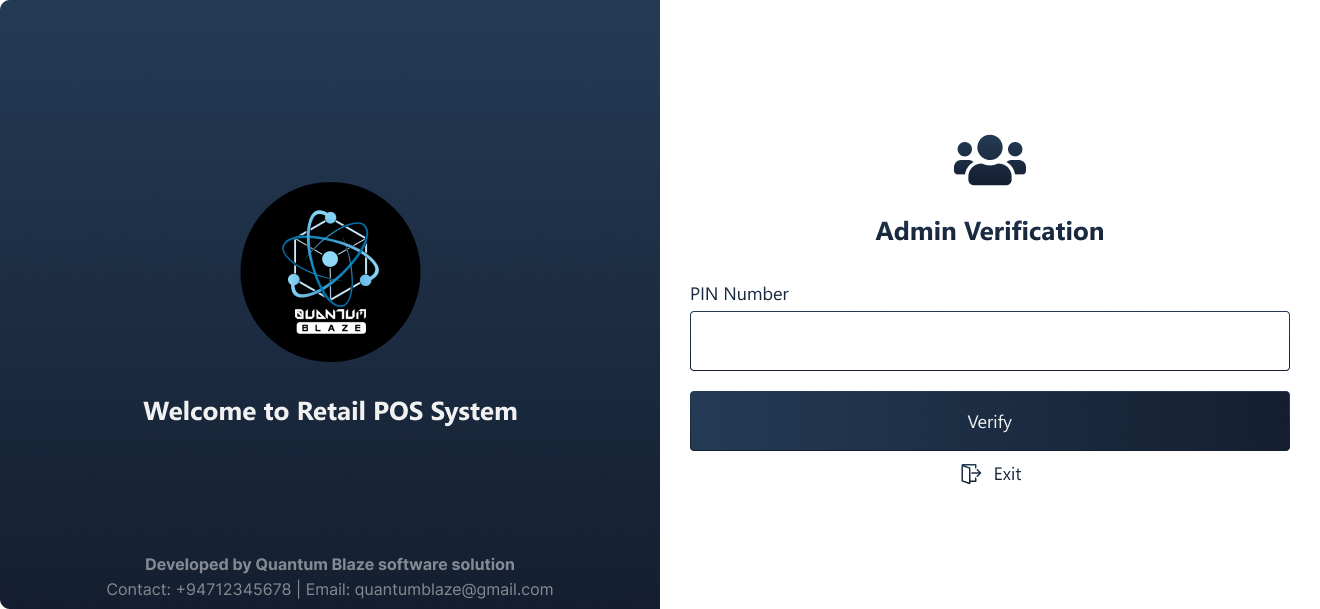 QUANTUM
BLAZE
Welcome to Retail POS System
Developed by Quantum Blaze software solution
Contact: +94712345678 | Email: quantumblaze@gmail.com
Admin Verification
PIN Number
Verify
Exit